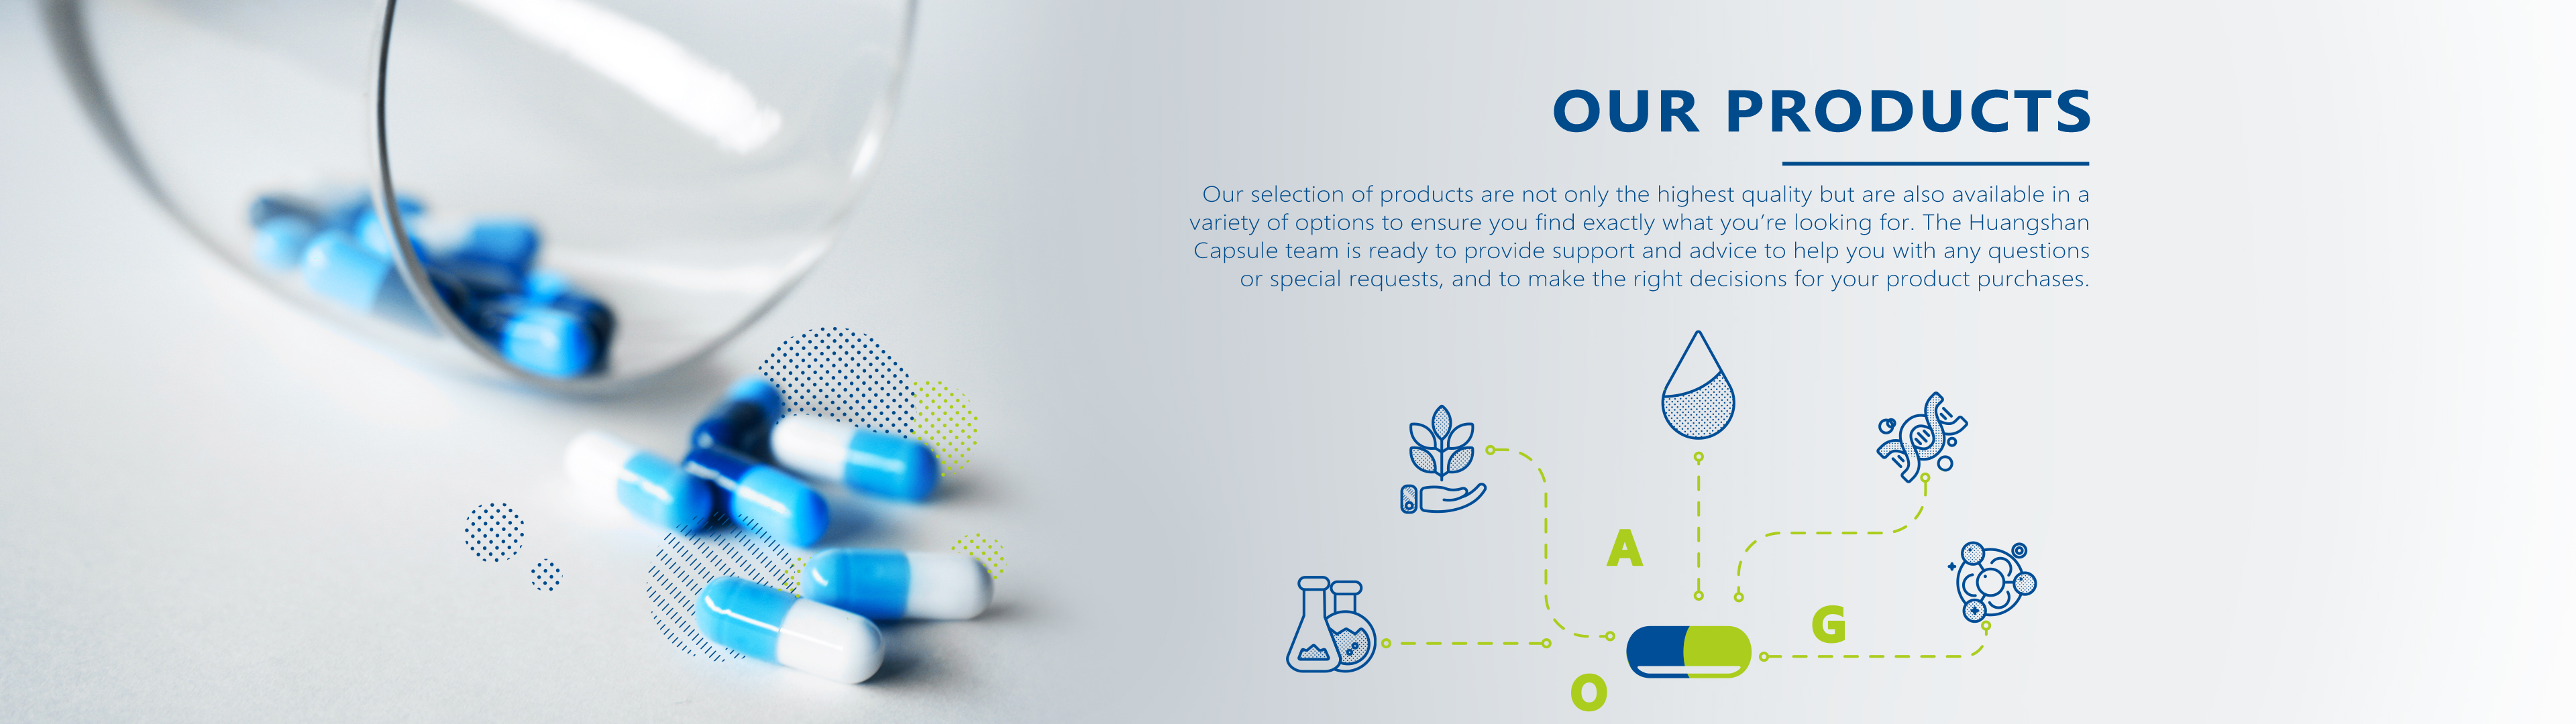 OUR PRODUCTS
Our selection of products are not only the highest quality but are also available in a
variety of options to ensure you find exactly what you're looking for. The Huangshan
Capsule team is ready to provide support and advice to help you with any questions
or special requests, and to make the right decisions for your product purchases.
A
G
O